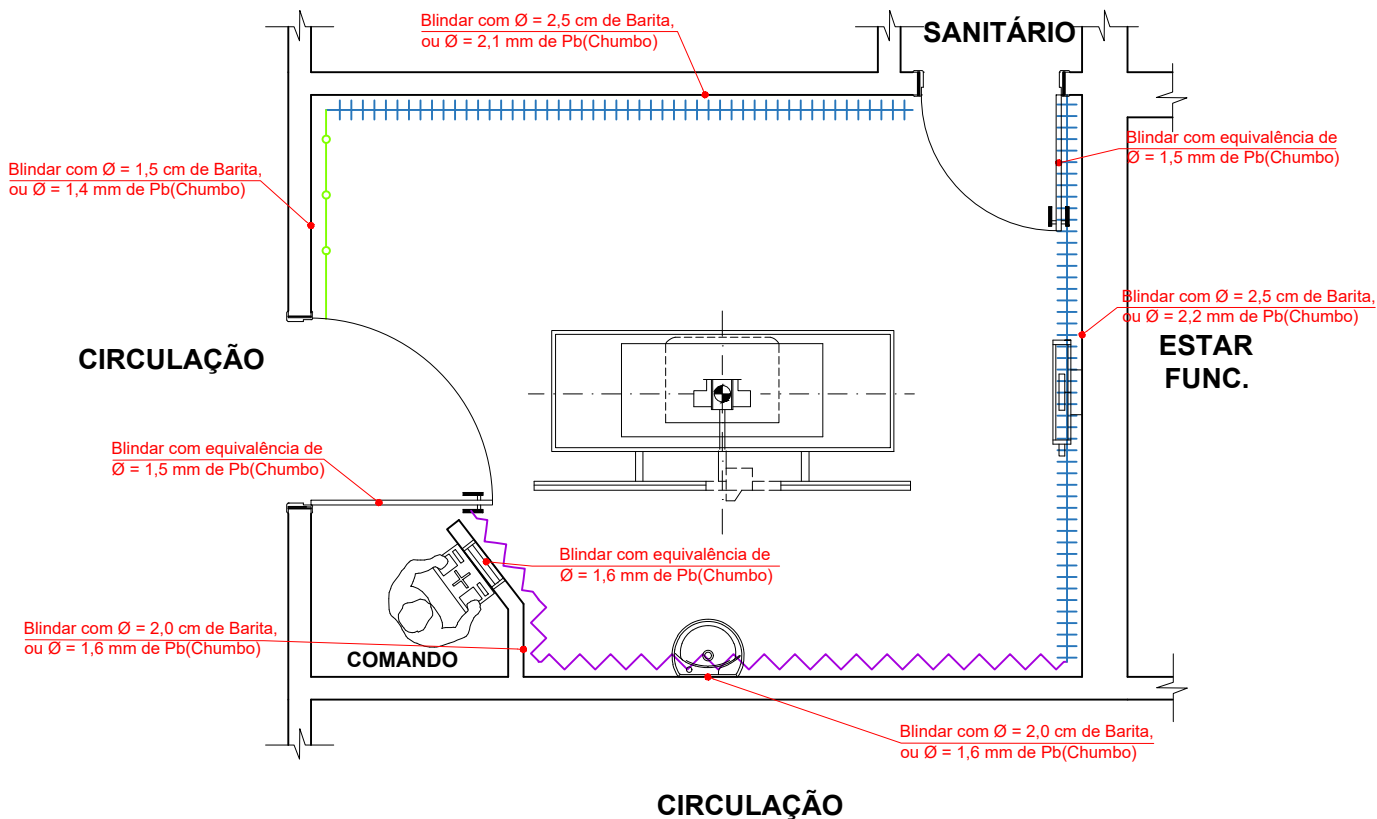 Blindar com Ø = 2,5 cm de Barita,
ou Ø = 2,1 mm de Pb(Chumbo)
SANITÁRIO
Blindar com equivalência de
Ø = 1,5 mm de Pb(Chumbo)
Blindar com Ø = 1,5 cm de Barita,
ou Ø = 1,4 mm de Pb(Chumbo)
Blindar com Ø = 2,5 cm de Barita,
ou Ø = 2,2 mm de Pb(Chumbo)
CIRCULAÇÃO
ESTAR
FUNC.
Blindar com equivalência de
Ø = 1,5 mm de Pb(Chumbo)
Blindar com equivalência de
Ø = 1,6 mm de Pb(Chumbo)
Blindar com Ø = 2,0 cm de Barita,
ou Ø = 1,6 mm de Pb(Chumbo)
COMANDO
Blindar com Ø = 2,0 cm de Barita,
ou Ø = 1,6 mm de Pb(Chumbo)
CIRCULAÇÃO